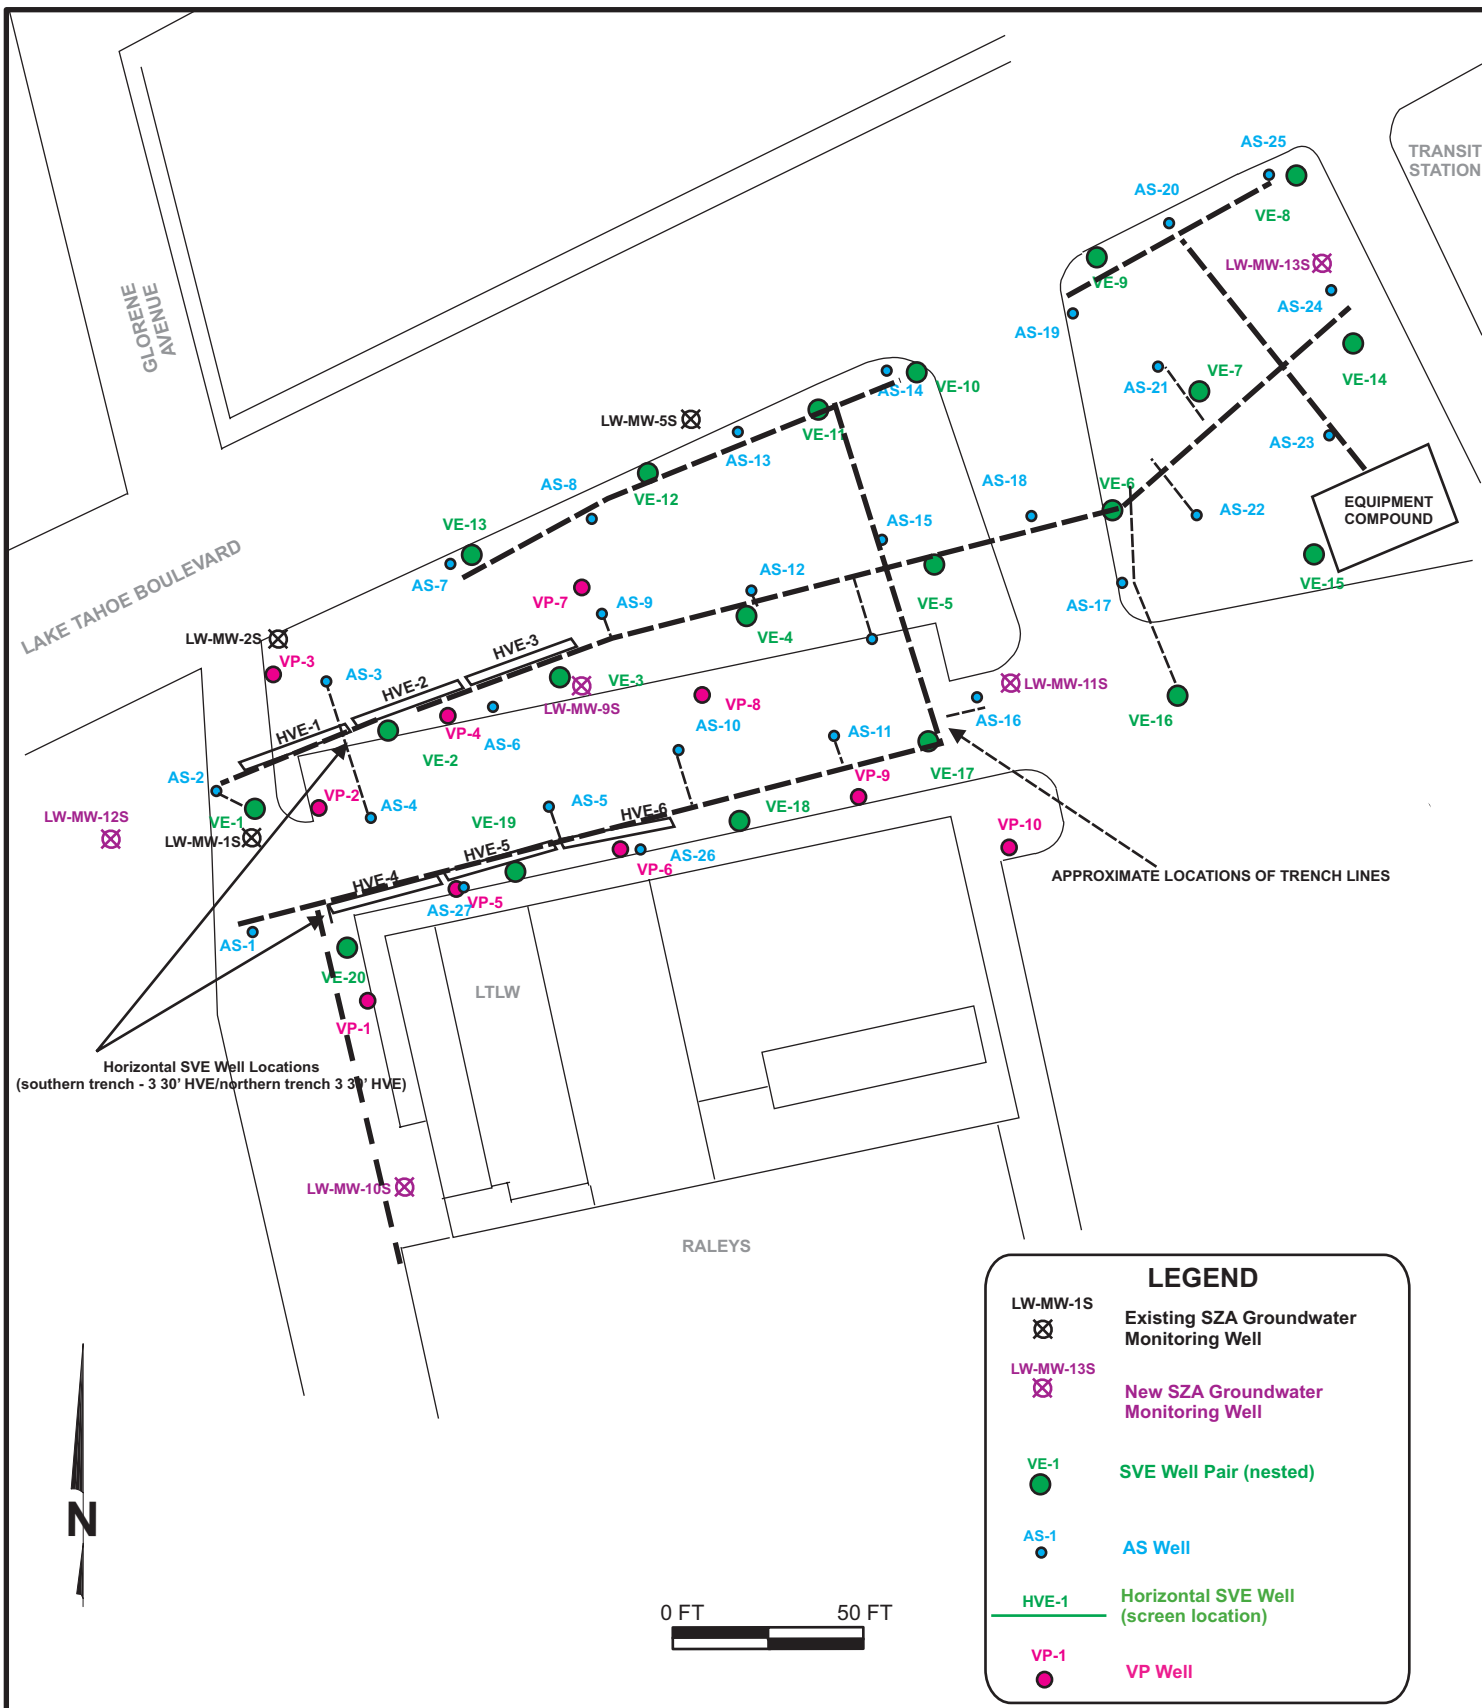 AS-25
TRANSIT
STATION
AS-20
VE-8
LW-MW-13S
VE-9
AS-24
GLORENE
AVENUE
AS-19
VE-14
VE-7
AS-21
VE-10
AS-14
LW-MW-5S
VE-11
AS-13
AS-23
AS-8
VE-12
AS-18
VE-6
EQUIPMENT
COMPOUND
AS-22
VE-13
AS-15
LAKE TAHOE BOULEVARD
AS-7
AS-12
VE-5
VE-15
AS-17
VP-7
AS-9
VE-4
LW-MW-2S
HVE-3
VP-3
AS-3
HVE-2
VE-3
LW-MW-11S
LW-MW-9S
VP-8
AS-16
VE-16
HVE-1
VP-4
AS-6
AS-10
AS-11
VE-2
VE-17
AS-2
VP-9
VP-2
AS-4
AS-5
HVE-6
VE-18
LW-MW-12S
VE-1
LW-MW-1S
VE-19
HVE-5
AS-26
VP-10
VP-6
HVE-4
APPROXIMATE LOCATIONS OF TRENCH LINES
VP-5
AS-27
AS-1
VE-20
LTLW
VP-1
Horizontal SVE Well Locations
(southern trench - 3 30' HVE/northern trench 3 30' HVE)
LW-MW-10S
RALEYS
LEGEND
LW-MW-1S
Existing SZA Groundwater
Monitoring Well
LW-MW-13S
New SZA Groundwater
Monitoring Well
VE-1
SVE Well Pair (nested)
AS-1
AS Well
HVE-1
Horizontal SVE Well
(screen location)
VP-1
VP Well
N
0 FT
50 FT